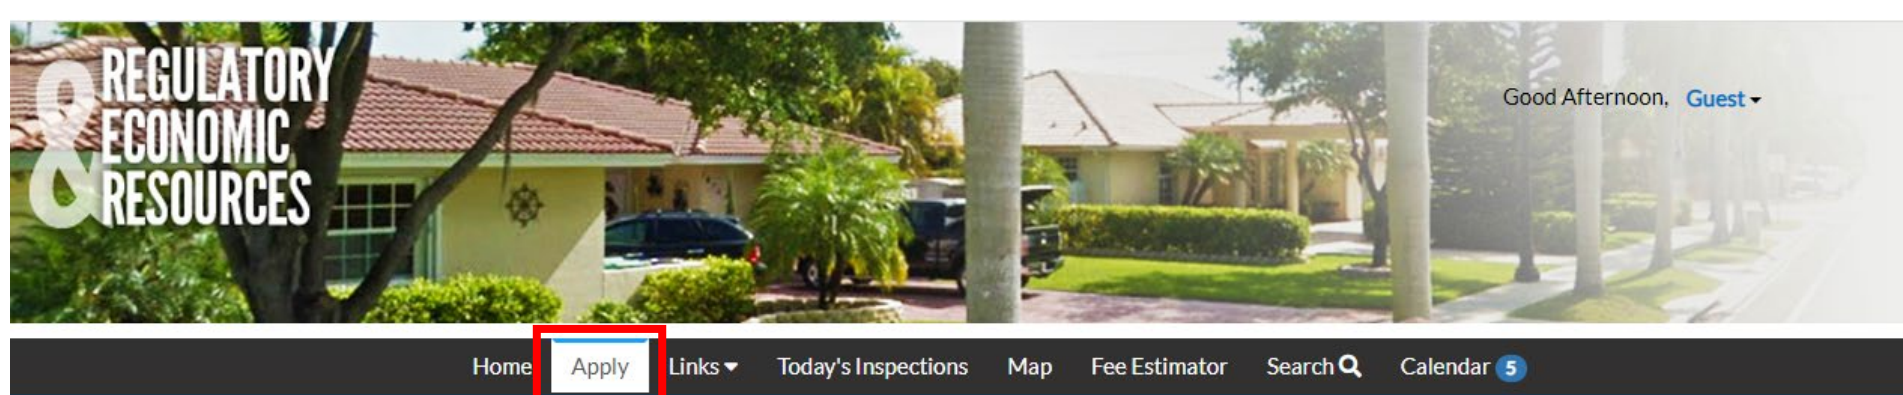 REGULATORY
& ECONOMIC
RESOURCES
Good Afternoon, Guest
Home Apply Links Today's Inspections Map Fee Estimator Search Calendar 5